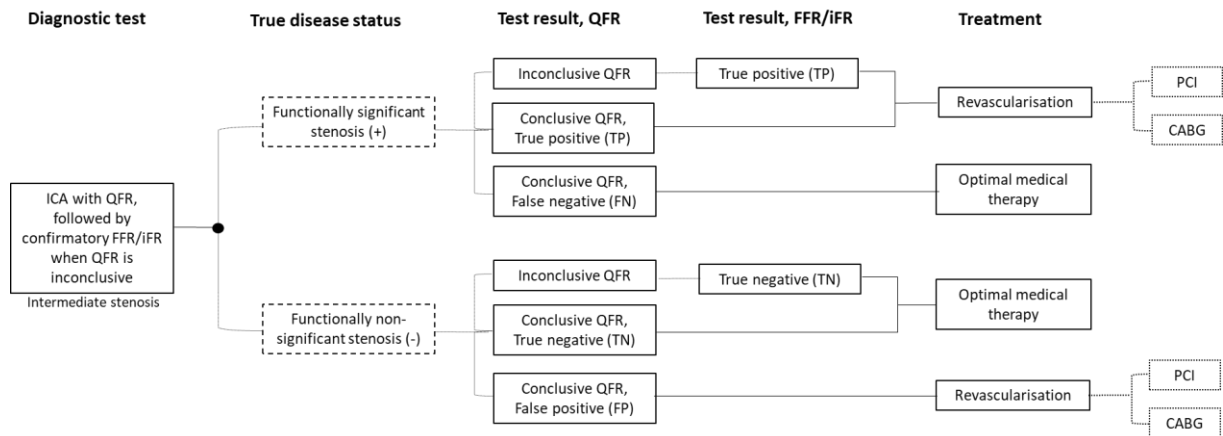 Diagnostic test
True disease status
Test result, QFR
Test result, FFR/iFR
Treatment
ICA with QFR,
followed by
confirmatory FFR/iFR
when QFR is
inconclusive
Intermediate stenosis
Functionally significant
stenosis (+)
Inconclusive QFR
True positive (TP)
Conclusive QFR,
True positive (TP)
Revascularisation
PCI
CABG
Conclusive QFR,
False negative (FN)
Optimal medical
therapy
Functionally non-
significant stenosis (-)
Inconclusive QFR
True negative (TN)
Conclusive QFR,
True negative (TN)
Optimal medical
therapy
Conclusive QFR,
False positive (FP)
Revascularisation
PCI
CABG